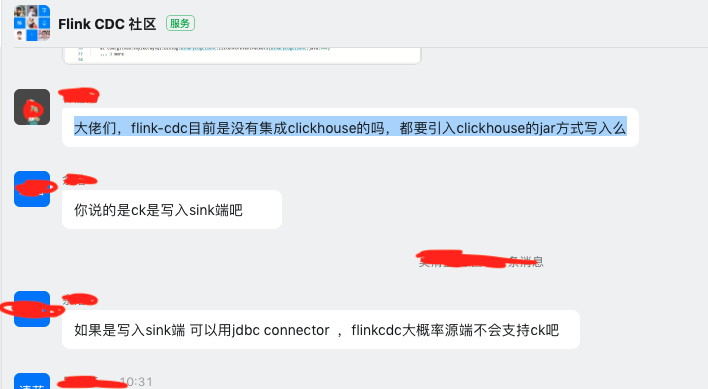 Flink CDC 社区
服务
大佬们，flink-cdc目前是没有集成clickhouse的吗，都要引入clickhouse的jar方式写入么
你说的是ck是写入sink端吧
条消息
如果是写入sink端 可以用jdbc connector ，flinkcdc大概率源端不会支持ck吧
10:31